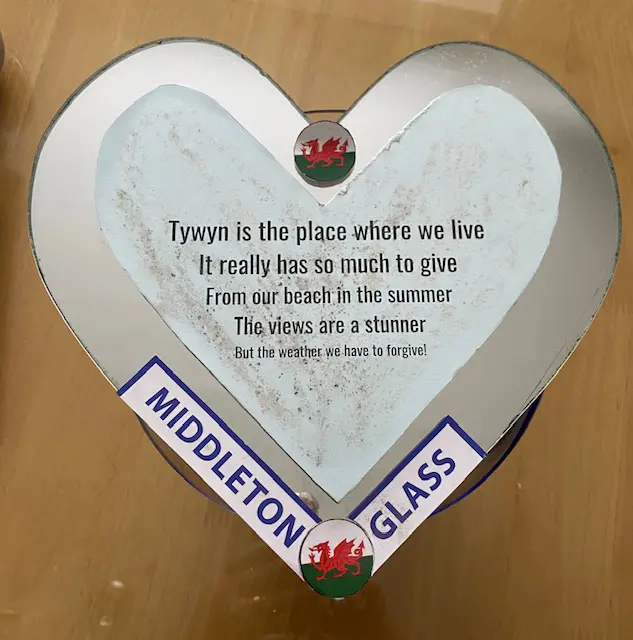 Tywyn is the place where we live
It really has so much to give
From our beach in the summer
The views are a stunner
But the weather we have to forgive!
MIDDLETON
GLASS